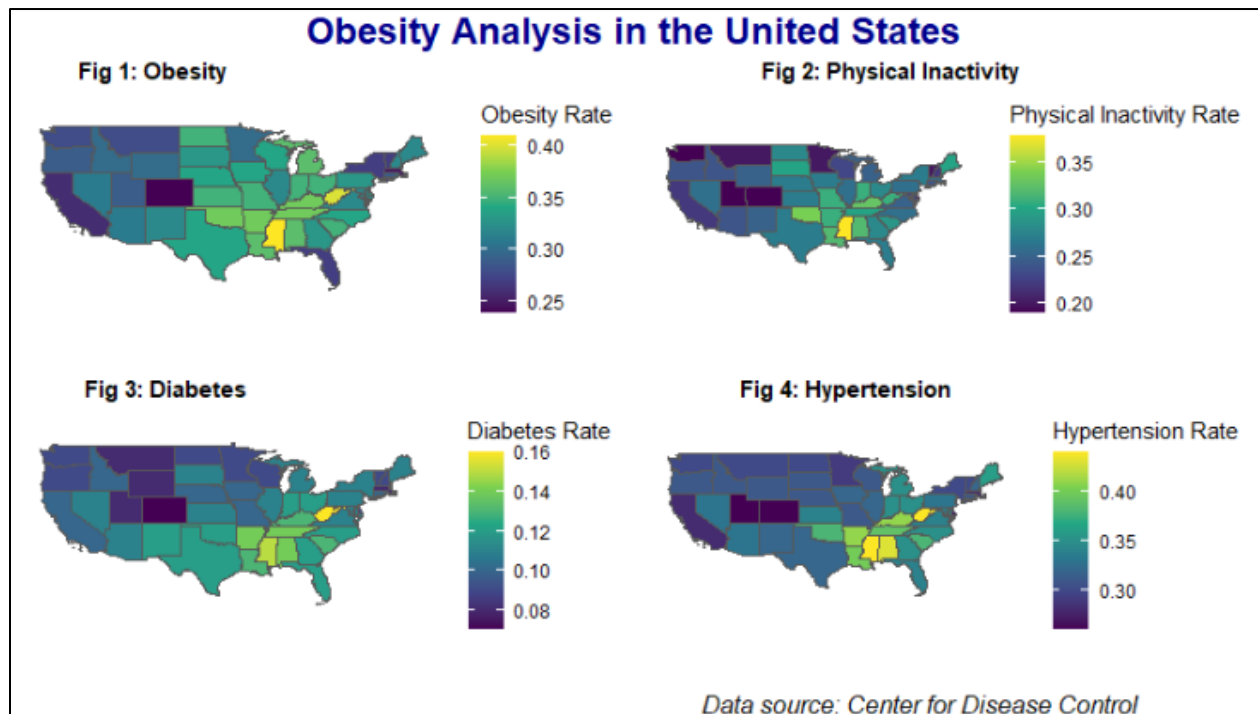 Obesity Analysis in the United States
Fig 1: Obesity
Obesity Rate
0.40
0.35
0.30
0.25
Fig 2: Physical Inactivity
Physical Inactivity Rate
0.35
0.30
0.25
0.20
Fig 3: Diabetes
Diabetes Rate
0.16
0.14
0.12
0.10
0.08
Fig 4: Hypertension
Hypertension Rate
0.40
0.35
0.30
Data source: Center for Disease Control